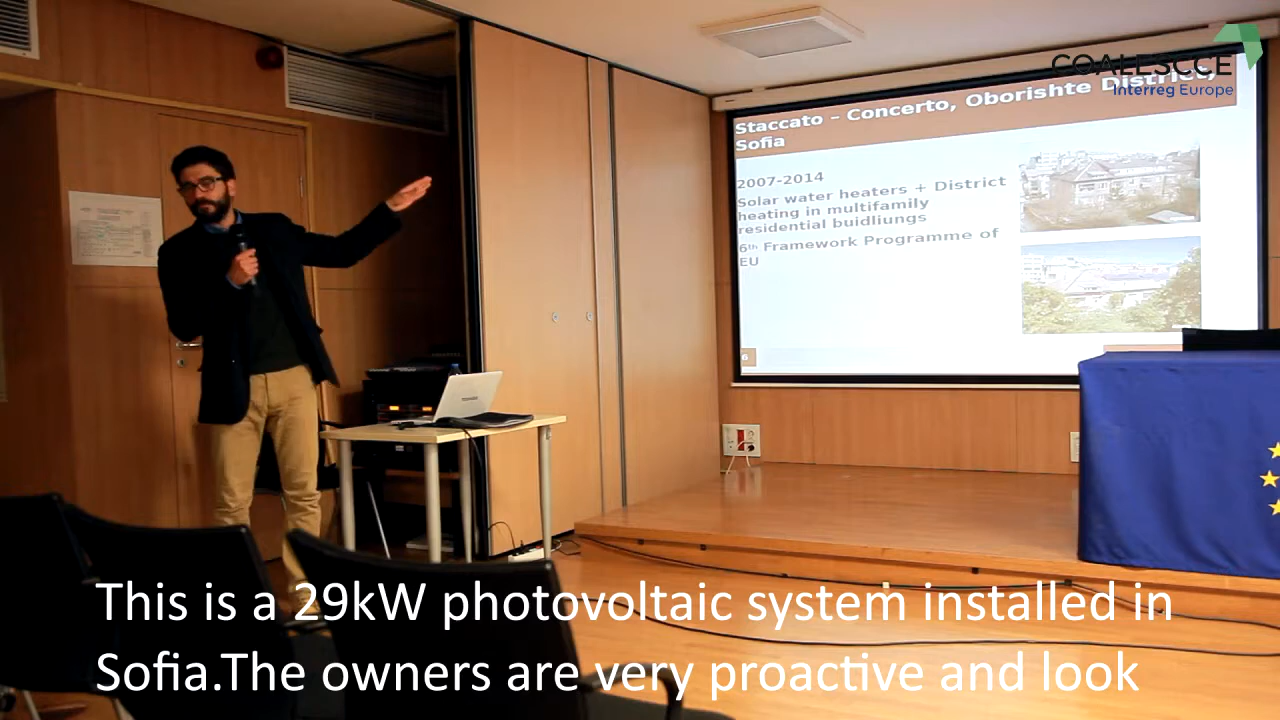 COALESCCE
Interreg Europe
Staccato – Concerto, Oborishte District,
Sofia
2007-2014
Solar water heaters + District
heating in multifamily
residential buidliungs
6th Framework Programme of
EU
6
TOSHIBA
This is a 29kW photovoltaic system installed in
Sofia.The owners are very proactive and look